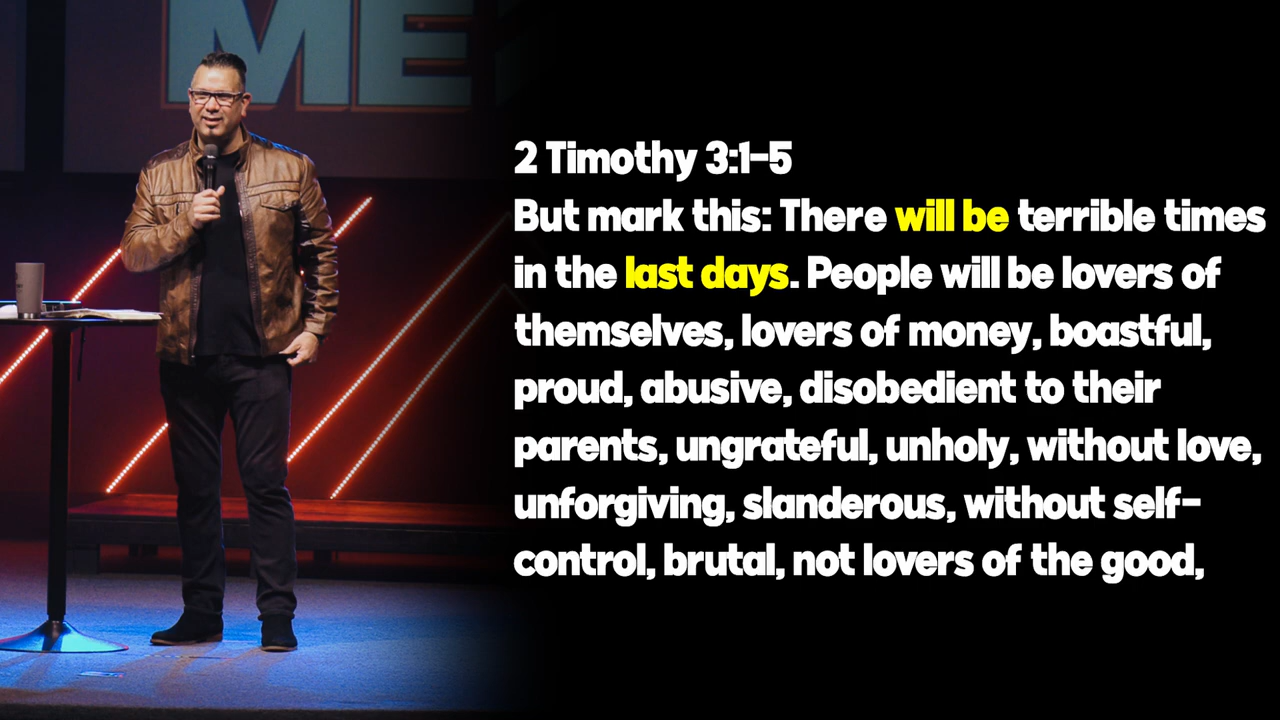 ME
2 Timothy 3:1–5
But mark this: There will be terrible times
in the last days. People will be lovers of
themselves, lovers of money, boastful,
proud, abusive, disobedient to their
parents, ungrateful, unholy, without love,
unforgiving, slanderous, without self-
control, brutal, not lovers of the good,